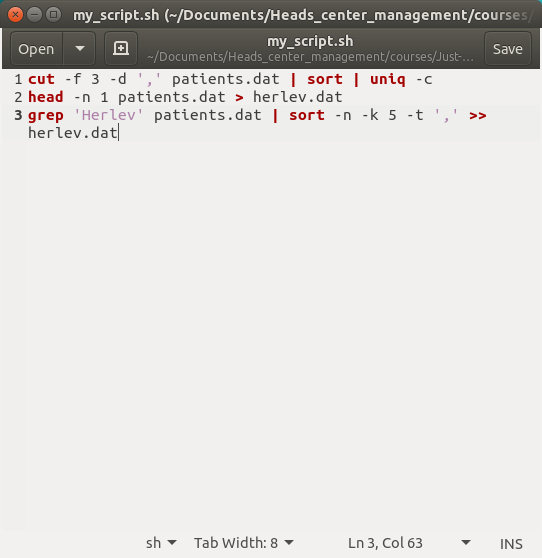 my_script.sh (~/Documents/Heads_center_management/courses/
Open
my_script.sh
~/Documents/Heads_center_management/courses/Just-…
Save
1 cut -f 3 -d ',' patients.dat | sort | uniq -c
2 head -n 1 patients.dat > herlev.dat
3 grep 'Herlev' patients.dat | sort -n -k 5 -t ',' >>
herlev.dat
sh Tab Width: 8 Ln 3, Col 63 INS